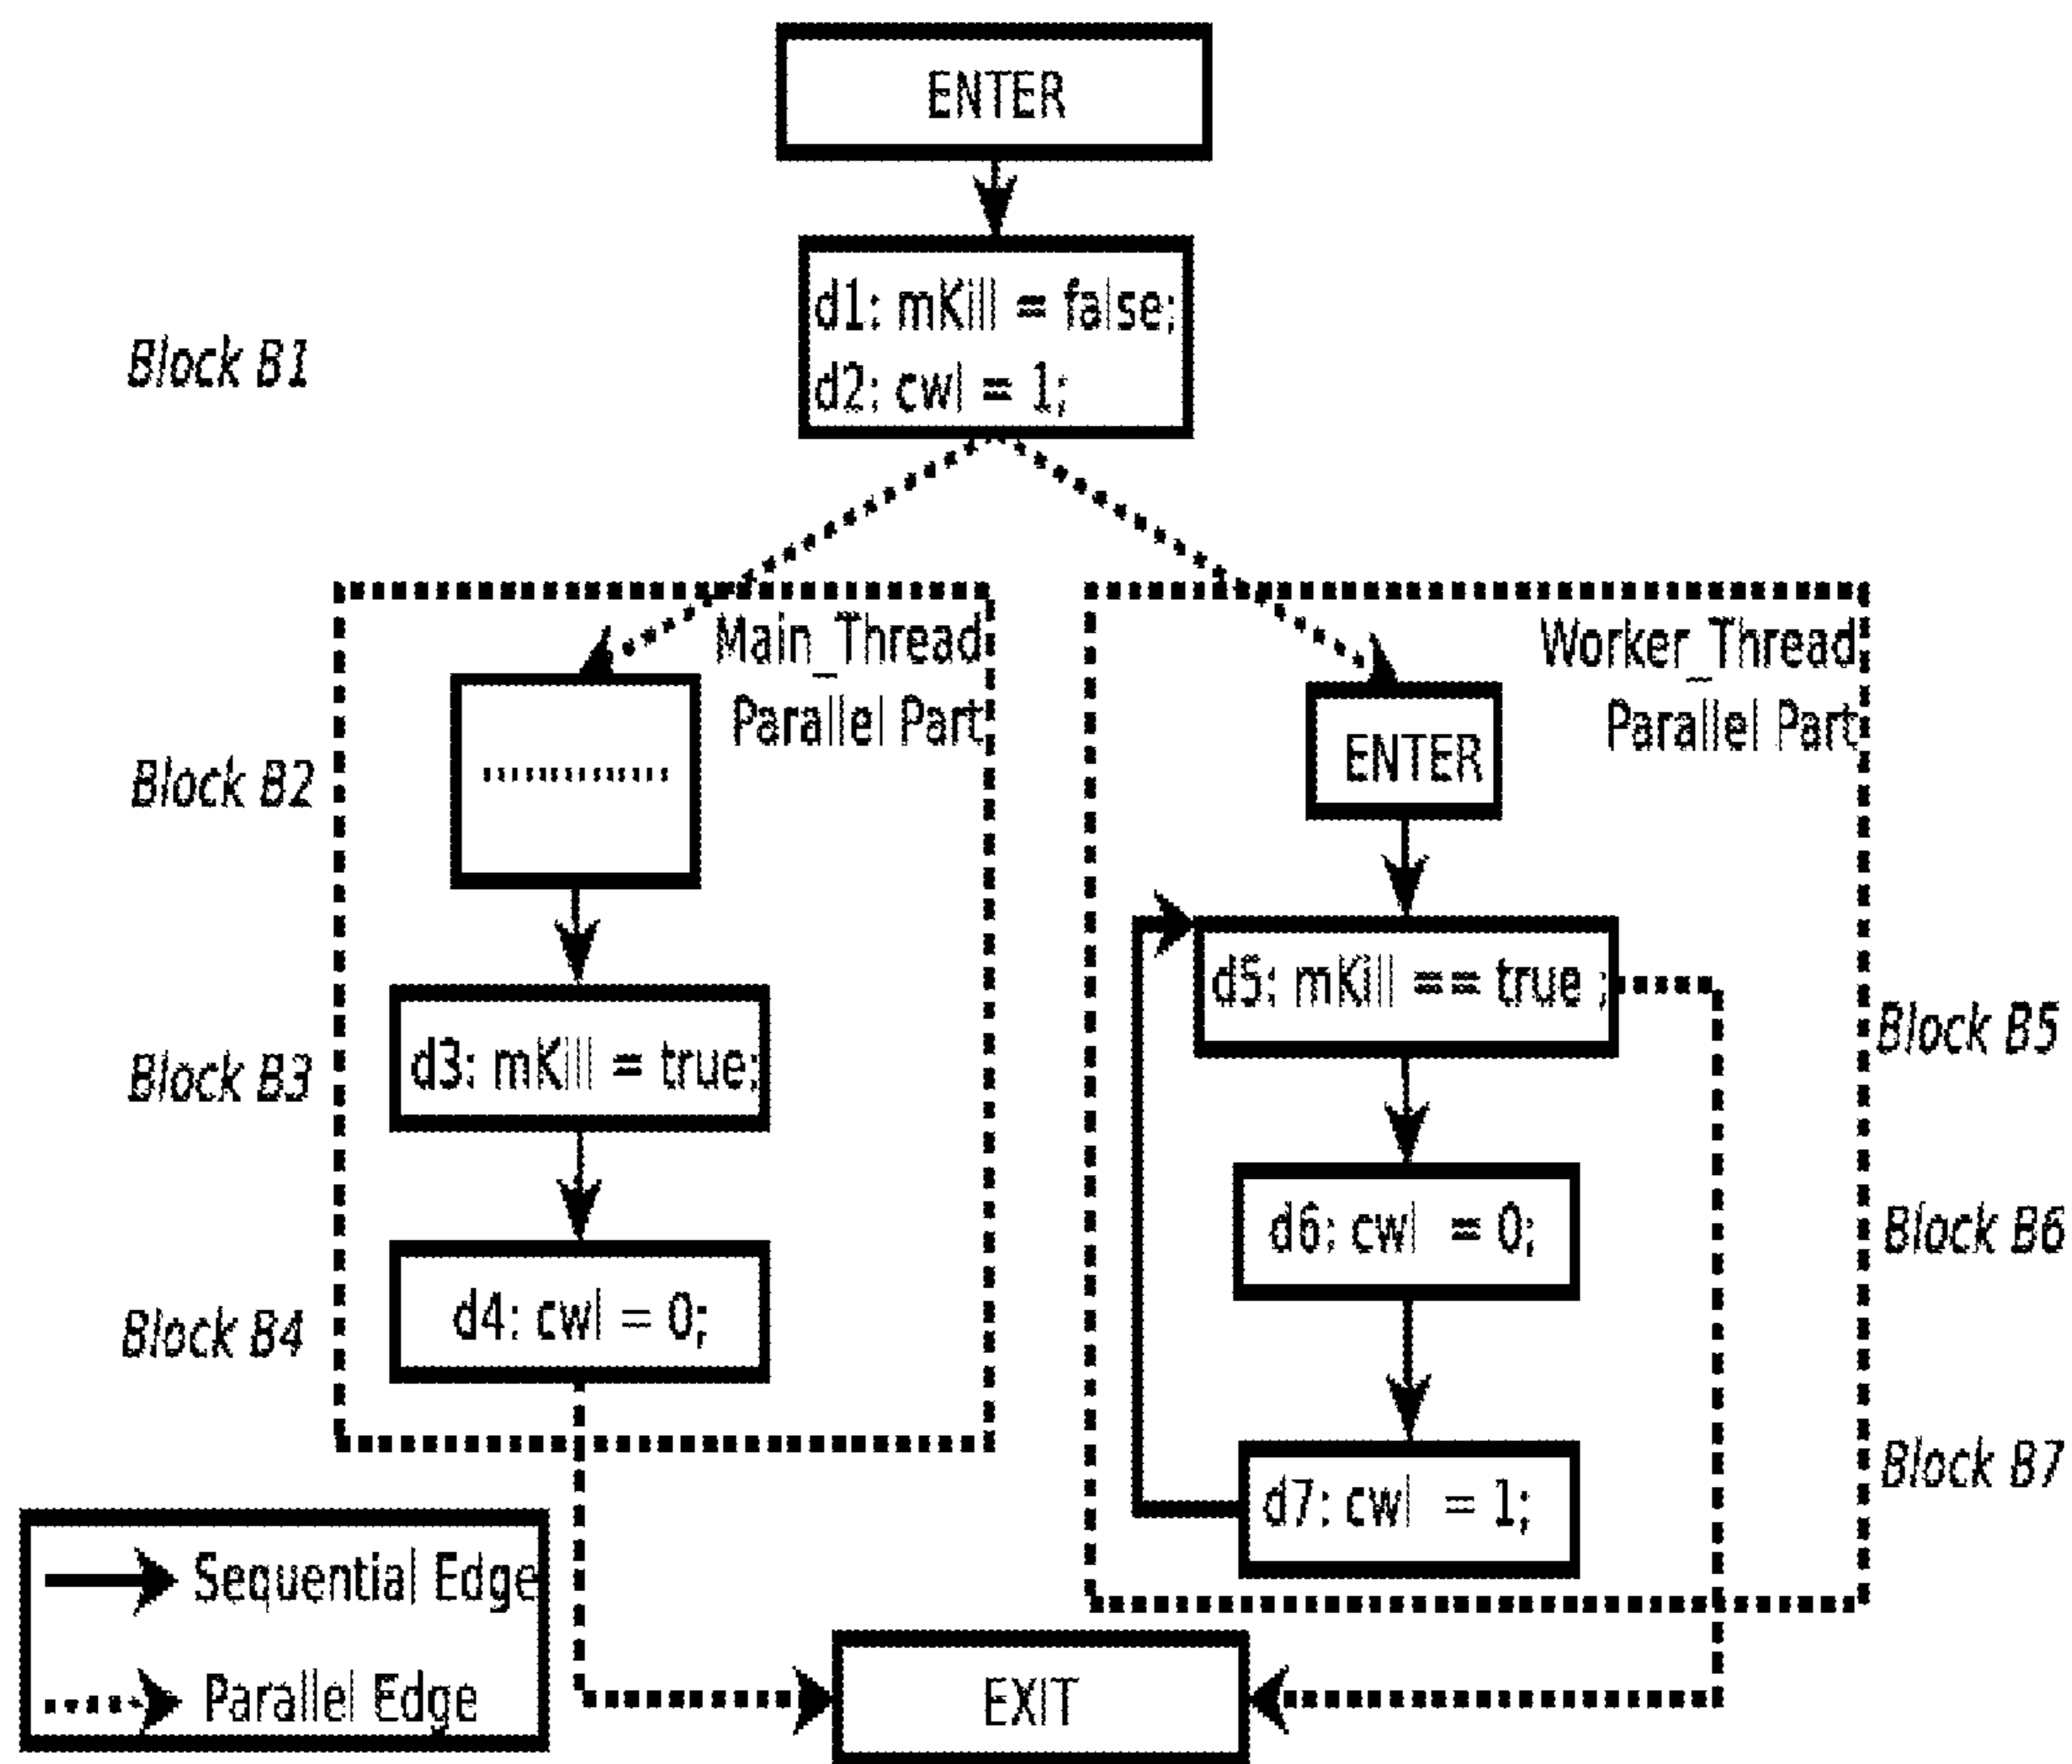 ENTER
Block B1
d1: mKill = false;
d2: cwl = 1;
Main_Thread
Parallel Part
Worker_Thread
Parallel Part
Block B2
..............
ENTER
Block B3
d3: mKill = true;
d5: mKill == true ;
Block B5
Block B4
d4: cwl = 0;
d6: cwl = 0;
Block B6
d7: cwl = 1;
Block B7
Sequential Edge
Parallel Edge
EXIT